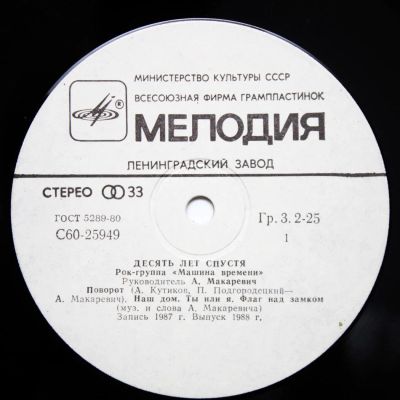 МИНИСТЕРСТВО КУЛЬТУРЫ СССР
ВСЕСОЮЗНАЯ ФИРМА ГРАМПЛАСТИНОК
®
МЕЛОДИЯ
ЛЕНИНГРАДСКИЙ ЗАВОД
СТЕРЕО 33
ГОСТ 5289-80 Гр. 3. 2-25
С60-25949 1
ДЕСЯТЬ ЛЕТ СПУСТЯ
Рок-группа «Машина времени»
Руководитель А. Макаревич
Поворот (А. Кутиков, П. Подгородецкий—
А. Макаревич). Наш дом. Ты или я. Флаг над замком
(муз. и слова А. Макаревича)
Запись 1987 г. Выпуск 1988 г,